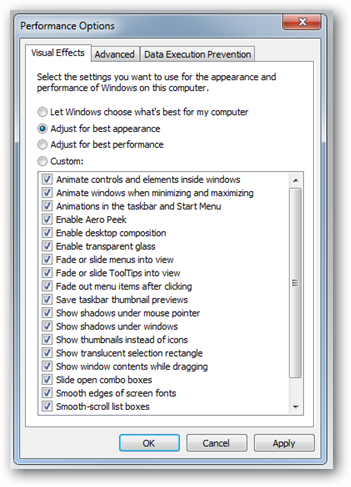 Performance Options
Visual Effects
Advanced
Data Execution Prevention
Select the settings you want to use for the appearance and
performance of Windows on this computer.
Let Windows choose what's best for my computer
Adjust for best appearance
Adjust for best performance
Custom:
Animate controls and elements inside windows
Animate windows when minimizing and maximizing
Animations in the taskbar and Start Menu
Enable Aero Peek
Enable desktop composition
Enable transparent glass
Fade or slide menus into view
Fade or slide ToolTips into view
Fade out menu items after clicking
Save taskbar thumbnail previews
Show shadows under mouse pointer
Show shadows under windows
Show thumbnails instead of icons
Show translucent selection rectangle
Show window contents while dragging
Slide open combo boxes
Smooth edges of screen fonts
Smooth-scroll list boxes
OK
Cancel
Apply